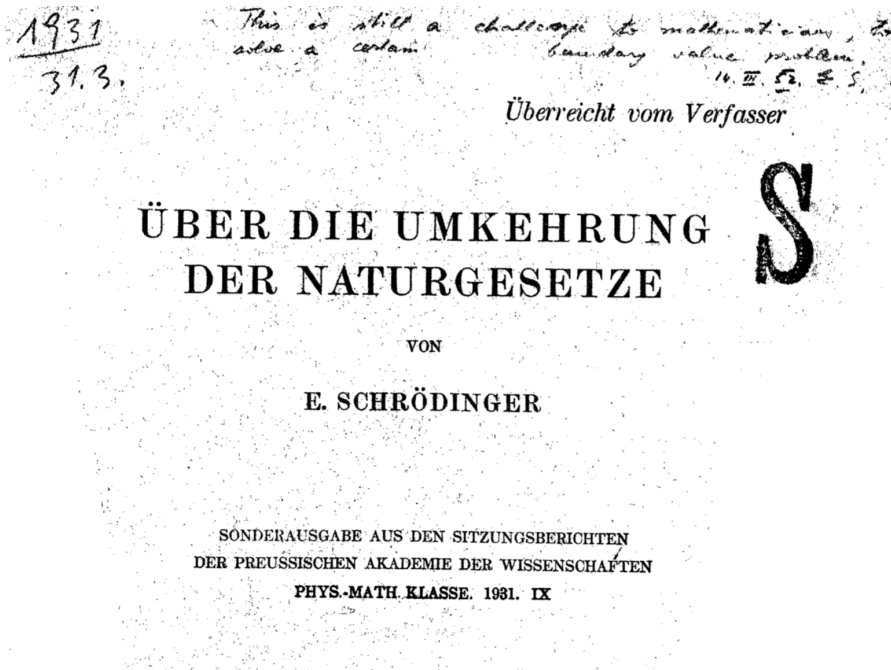 1931
31.3.
This is still a challenge to mathematicians, to
solve a certain boundary value problem.
14. III. 52. E. S.
Überreicht vom Verfasser
S
ÜBER DIE UMKEHRUNG
DER NATURGESETZE
VON
E. SCHRÖDINGER
SONDERAUSGABE AUS DEN SITZUNGSBERICHTEN
DER PREUSSISCHEN AKADEMIE DER WISSENSCHAFTEN
PHYS.-MATH. KLASSE. 1931. IX